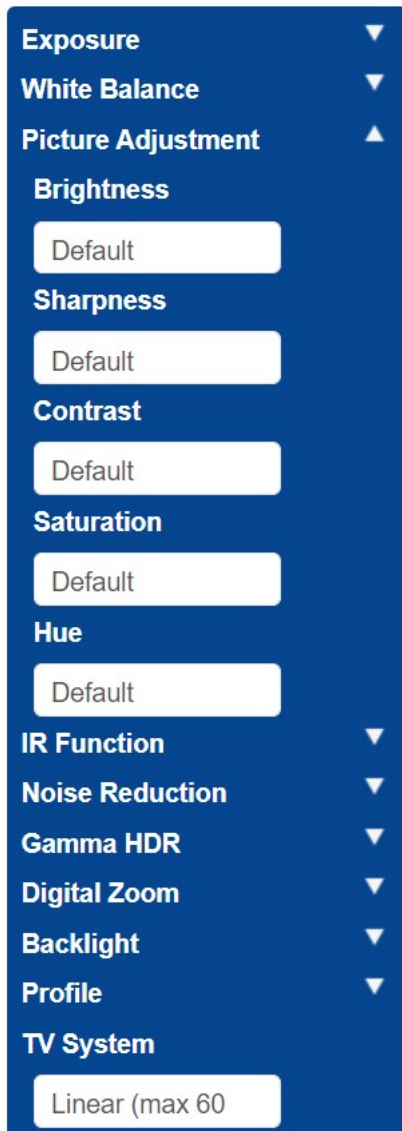 Exposure
White Balance
Picture Adjustment
Brightness
Default
Sharpness
Default
Contrast
Default
Saturation
Default
Hue
Default
IR Function
Noise Reduction
Gamma HDR
Digital Zoom
Backlight
Profile
TV System
Linear (max 60